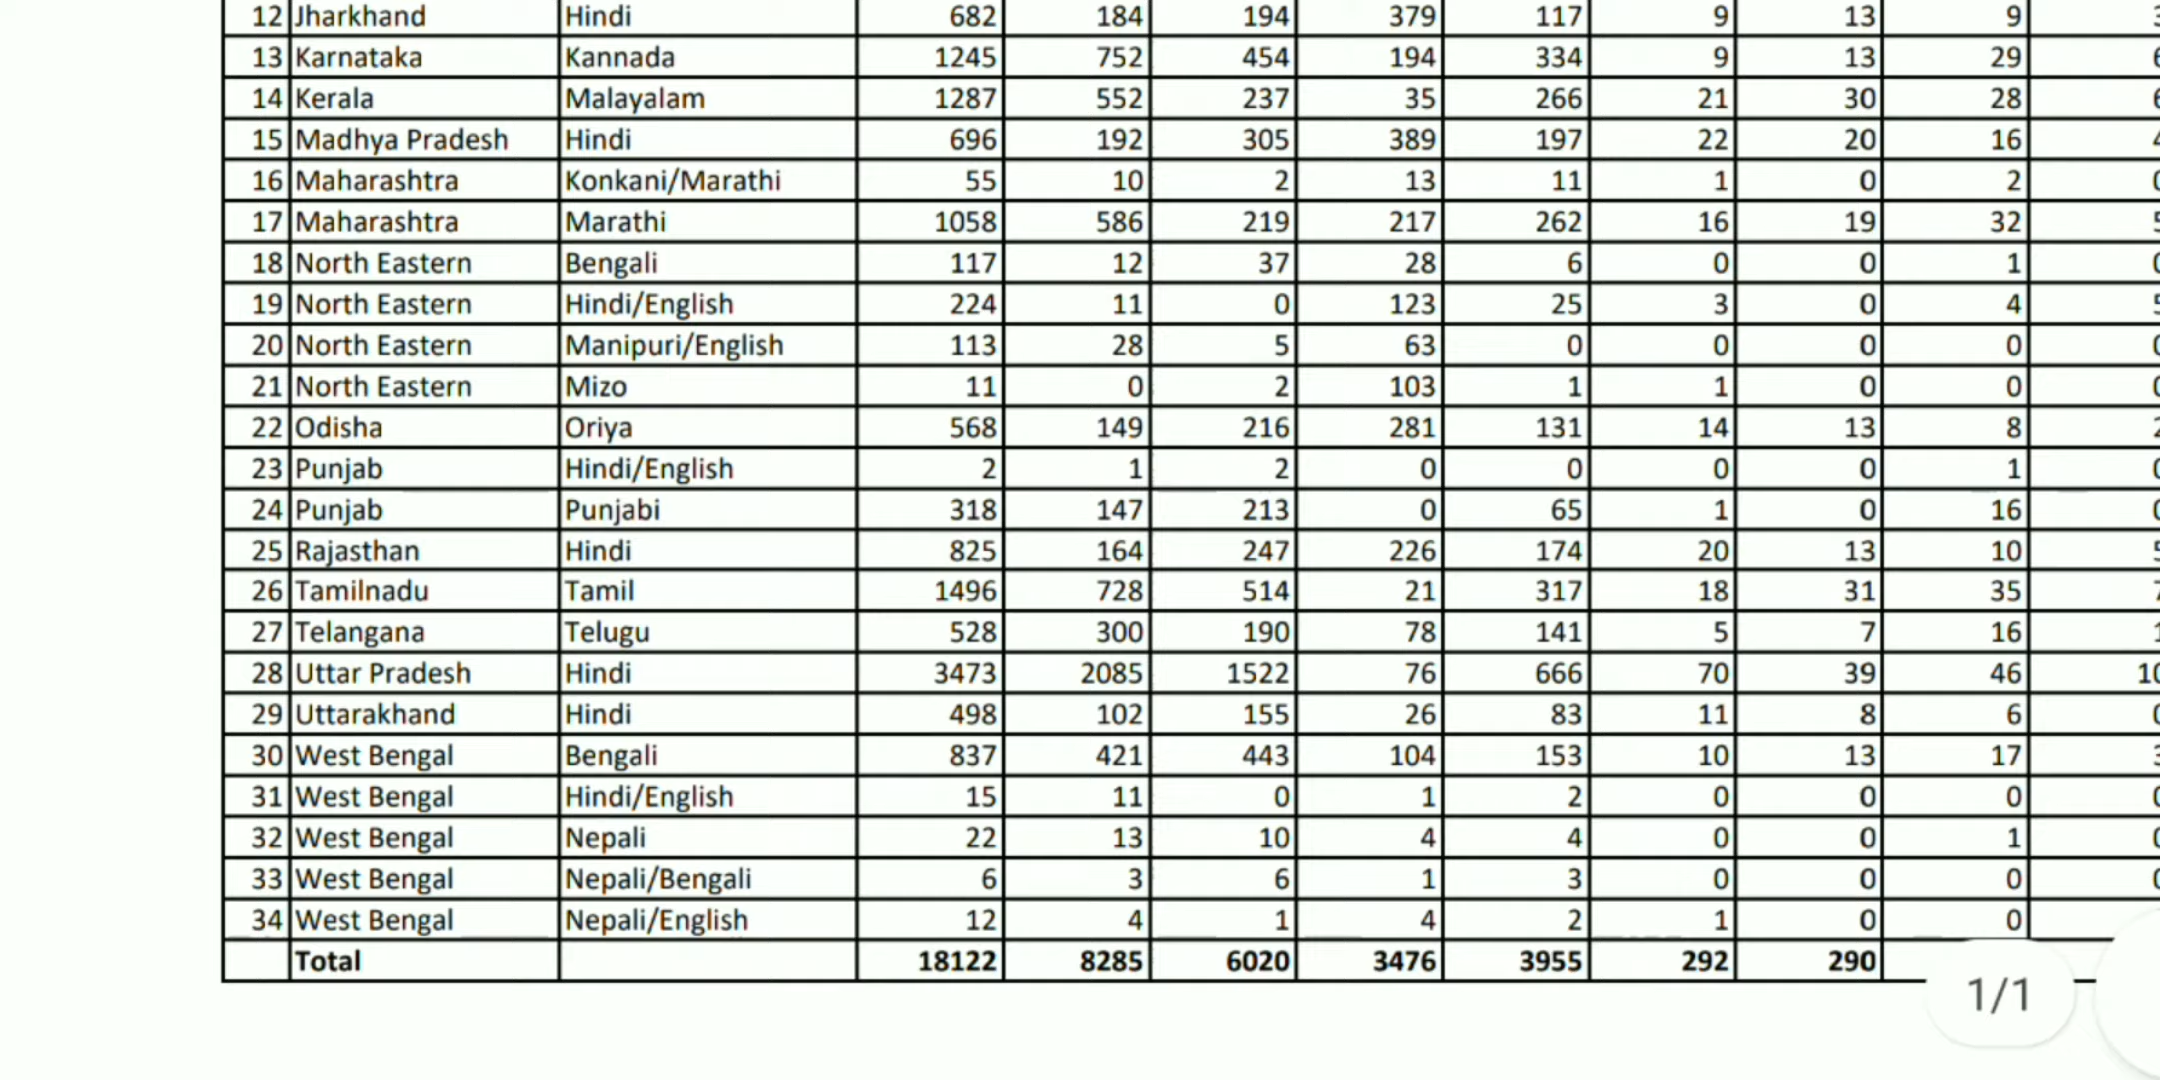 12 Jharkhand Hindi 682 184 194 379 117 9 13 9
13 Karnataka Kannada 1245 752 454 194 334 9 13 29
14 Kerala Malayalam 1287 552 237 35 266 21 30 28
15 Madhya Pradesh Hindi 696 192 305 389 197 22 20 16
16 Maharashtra Konkani/Marathi 55 10 2 13 11 1 0 2
17 Maharashtra Marathi 1058 586 219 217 262 16 19 32
18 North Eastern Bengali 117 12 37 28 6 0 0 1
19 North Eastern Hindi/English 224 11 0 123 25 3 0 4
20 North Eastern Manipuri/English 113 28 5 63 0 0 0 0
21 North Eastern Mizo 11 0 2 103 1 1 0 0
22 Odisha Oriya 568 149 216 281 131 14 13 8
23 Punjab Hindi/English 2 1 2 0 0 0 0 1
24 Punjab Punjabi 318 147 213 0 65 1 0 16
25 Rajasthan Hindi 825 164 247 226 174 20 13 10
26 Tamilnadu Tamil 1496 728 514 21 317 18 31 35
27 Telangana Telugu 528 300 190 78 141 5 7 16
28 Uttar Pradesh Hindi 3473 2085 1522 76 666 70 39 46
29 Uttarakhand Hindi 498 102 155 26 83 11 8 6
30 West Bengal Bengali 837 421 443 104 153 10 13 17
31 West Bengal Hindi/English 15 11 0 1 2 0 0 0
32 West Bengal Nepali 22 13 10 4 4 0 0 1
33 West Bengal Nepali/Bengali 6 3 6 1 3 0 0 0
34 West Bengal Nepali/English 12 4 1 4 2 1 0 0
Total 18122 8285 6020 3476 3955 292 290
1/1